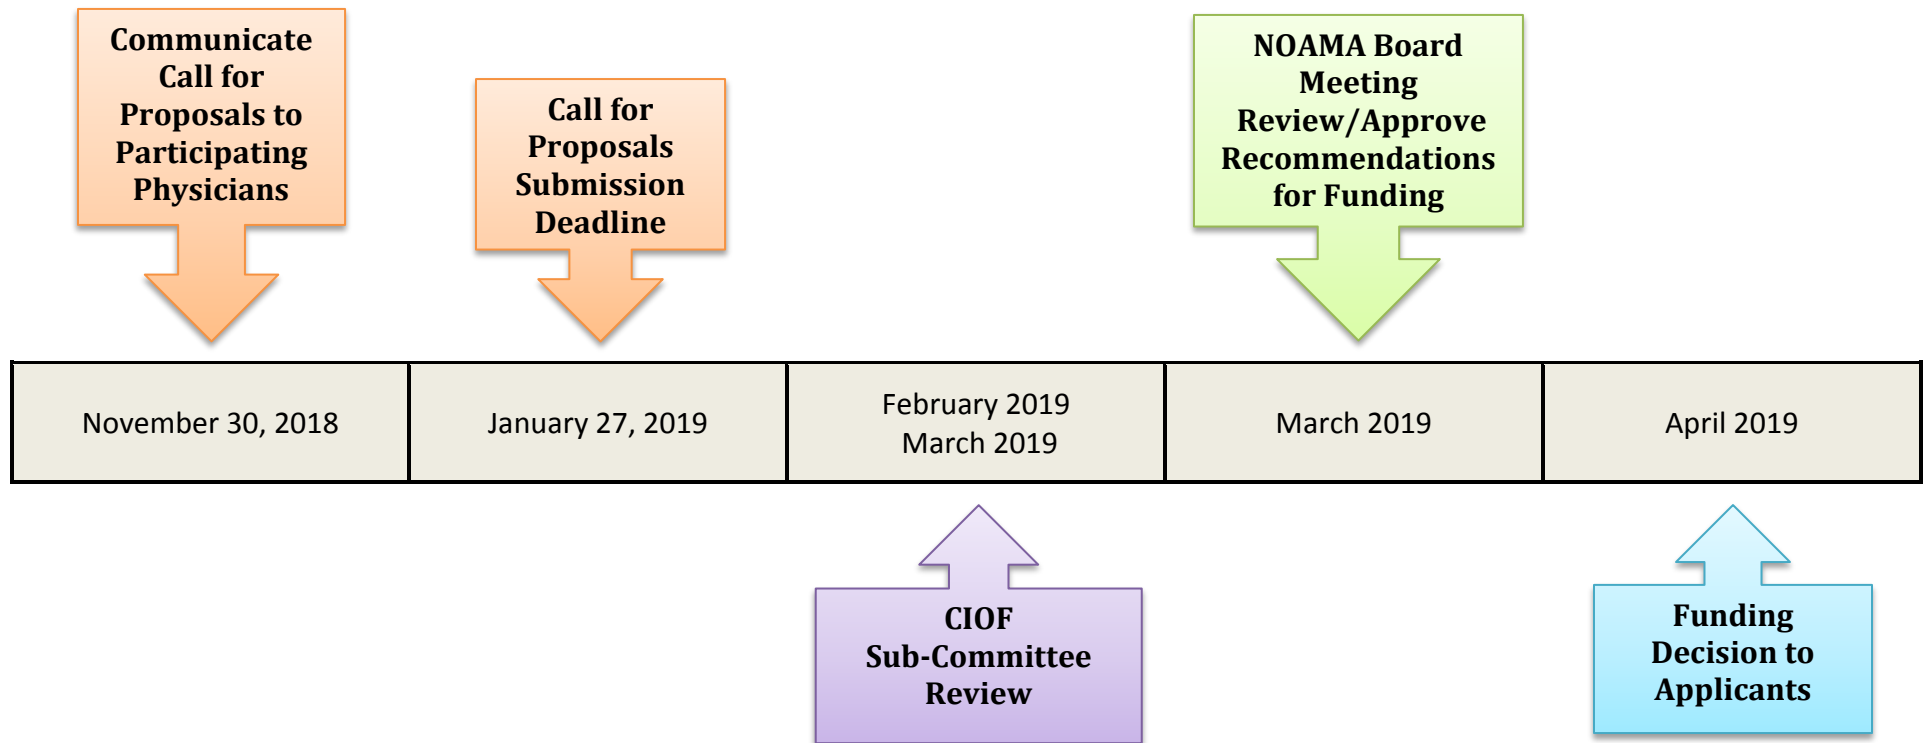 Communicate
Call for
Proposals to
Participating
Physicians
Call for
Proposals
Submission
Deadline
NOAMA Board
Meeting
Review/Approve
Recommendations
for Funding
November 30, 2018
January 27, 2019
February 2019
March 2019
March 2019
April 2019
CIOF
Sub-Committee
Review
Funding
Decision to
Applicants